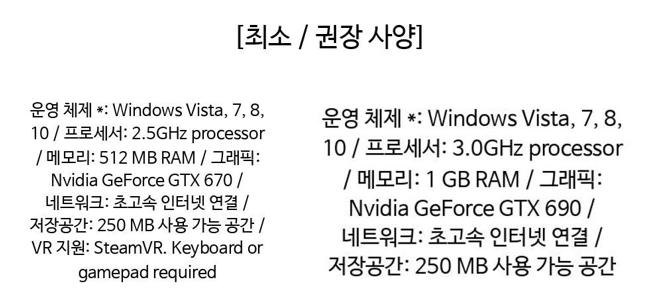 [최소 / 권장 사양]
운영 체제 *: Windows Vista, 7, 8,
10 / 프로세서: 2.5GHz processor
/ 메모리: 512 MB RAM / 그래픽:
Nvidia GeForce GTX 670 /
네트워크: 초고속 인터넷 연결 /
저장공간: 250 MB 사용 가능 공간 /
VR 지원: SteamVR. Keyboard or
gamepad required
운영 체제 *: Windows Vista, 7, 8,
10 / 프로세서: 3.0GHz processor
/ 메모리: 1 GB RAM / 그래픽:
Nvidia GeForce GTX 690 /
네트워크: 초고속 인터넷 연결 /
저장공간: 250 MB 사용 가능 공간